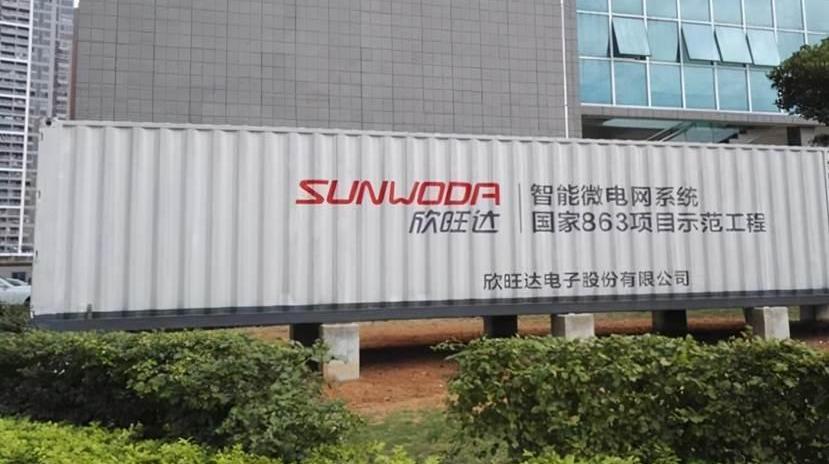 SUNWODA
欣旺达
智能微电网系统
国家863项目示范工程
欣旺达电子股份有限公司